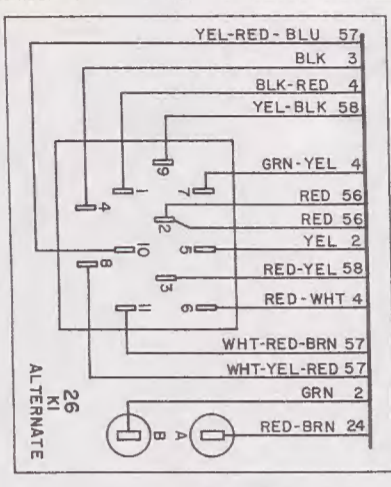 YEL-RED-BLU 57
BLK 3
BLK-RED 4
YEL-BLK 58
9
GRN-YEL 4
1
7
4
RED 56
2
RED 56
YEL 2
10
5
8
RED-YEL 58
3
RED-WHT 4
11
6
WHT-RED-BRN 57
WHT-YEL-RED 57
GRN 2
26
K1
ALTERNATE
B
A
RED-BRN 24